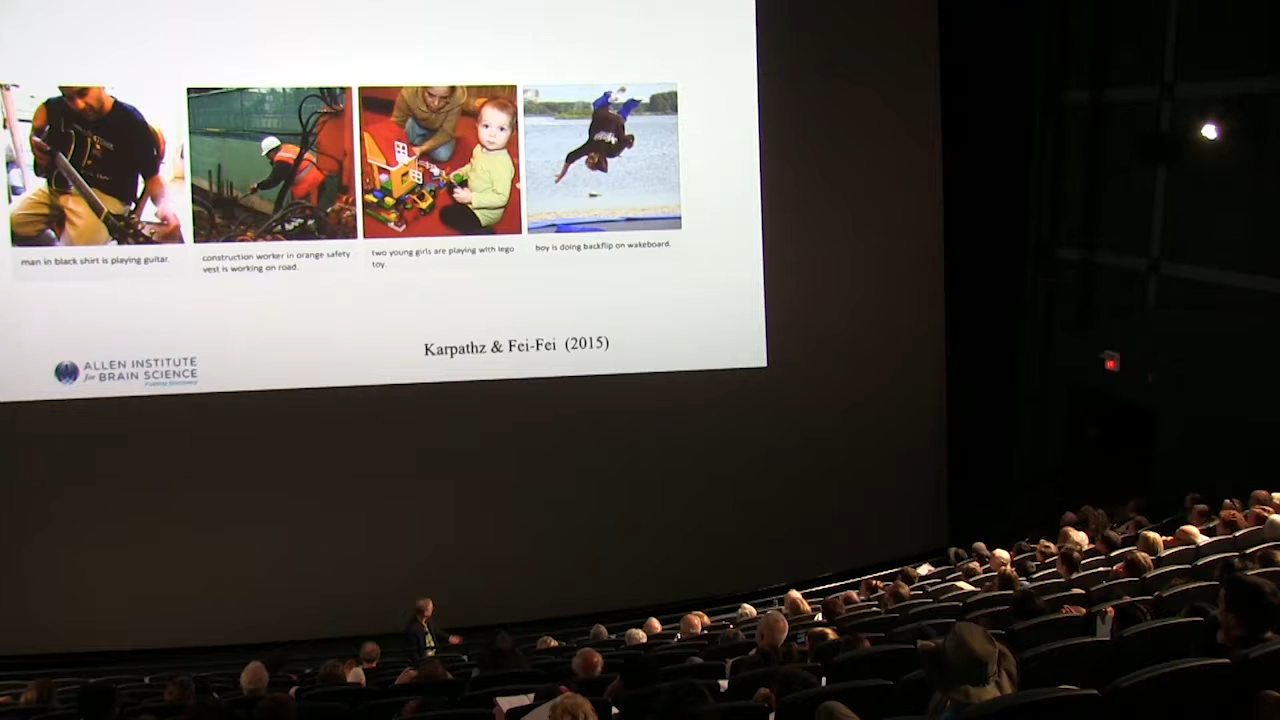 man in black shirt is playing guitar.
construction worker in orange safety
vest is working on road.
two young girls are playing with lego
toy.
boy is doing backflip on wakeboard.
Karpathz & Fei-Fei (2015)
ALLEN INSTITUTE
for BRAIN SCIENCE
Fueling Discovery